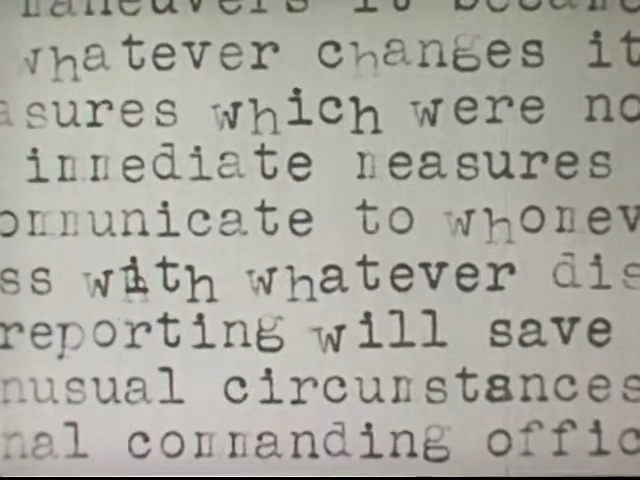 maneuvers it became
whatever changes it
asures which were no
immediate measures
ommunicate to whomev
ss with whatever dis
reporting will save
nusual circumstances
nal commanding offic